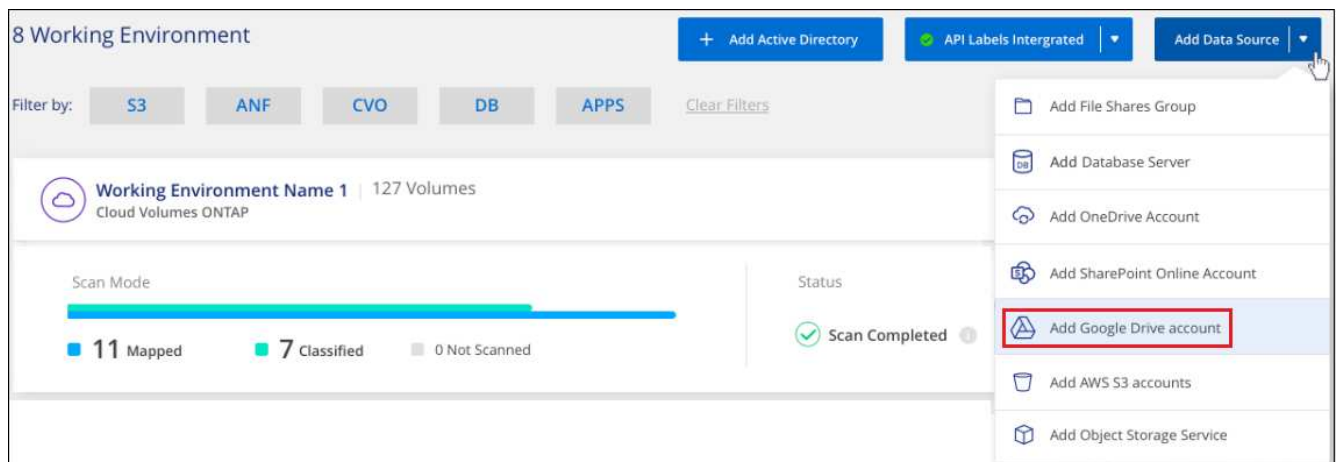 8 Working Environment
+ Add Active Directory
API Labels Intergrated
Add Data Source
Filter by:
S3
ANF
CVO
DB
APPS
Clear Filters
Working Environment Name 1 | 127 Volumes
Cloud Volumes ONTAP
Scan Mode
11 Mapped
7 Classified
0 Not Scanned
Status
Scan Completed
Add File Shares Group
DB
Add Database Server
Add OneDrive Account
S
Add SharePoint Online Account
Add Google Drive account
Add AWS S3 accounts
Add Object Storage Service